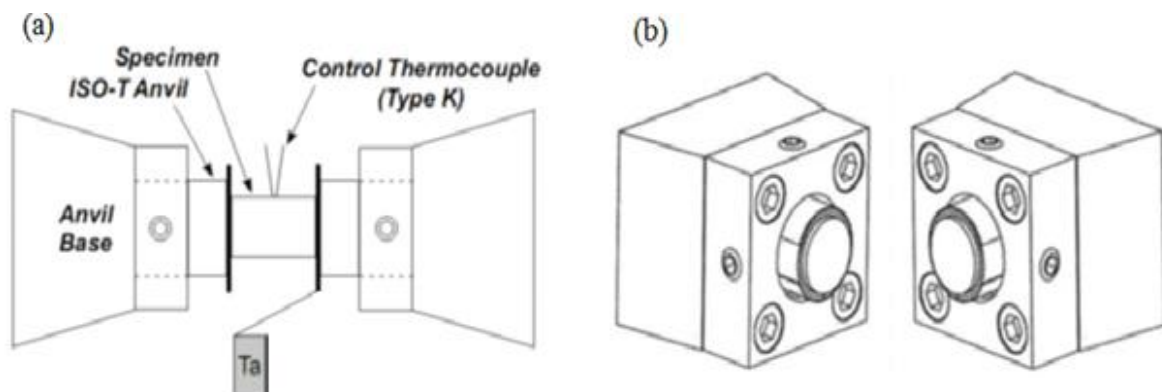 (a)
Specimen
ISO-T Anvil
Control Thermocouple
(Type K)
Anvil
Base
Ta
(b)